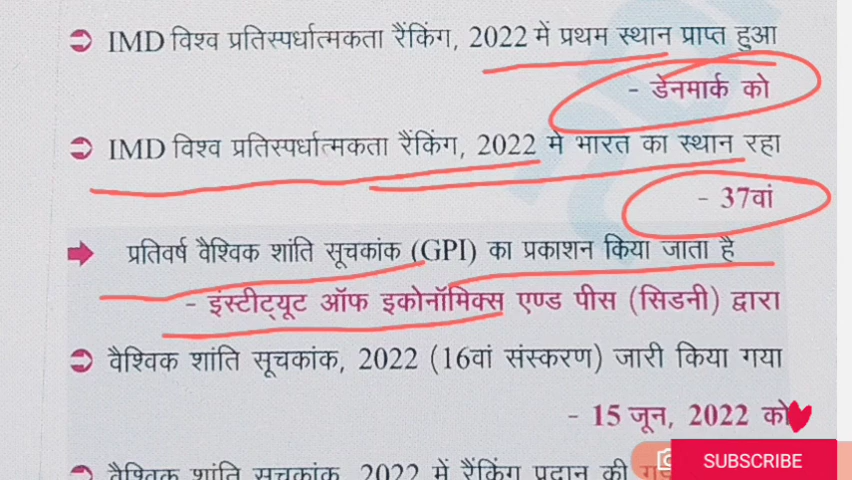 IMD विश्व प्रतिस्पर्धात्मकता रैंकिंग, 2022 में प्रथम स्थान प्राप्त हुआ
- डेनमार्क को
IMD विश्व प्रतिस्पर्धात्मकता रैंकिंग, 2022 में भारत का स्थान रहा
- 37वां
प्रतिवर्ष वैश्विक शांति सूचकांक (GPI) का प्रकाशन किया जाता है
- इंस्टीट्यूट ऑफ इकोनॉमिक्स एण्ड पीस (सिडनी) द्वारा
वैश्विक शांति सूचकांक, 2022 (16वां संस्करण) जारी किया गया
- 15 जून, 2022 को
वैश्विक शांति सूचकांक, 2022 में रैंकिंग प्रदान की
SUBSCRIBE